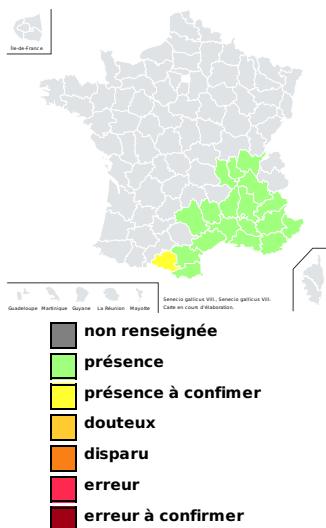 Île-de-France
Guadeloupe Martinique Guyane La Réunion Mayotte
Senecio gallicus Vill., Senecio gallicus Vill.
Carte en cours d'élaboration.
non renseignée
présence
présence à confimer
douteux
disparu
erreur
erreur à confirmer